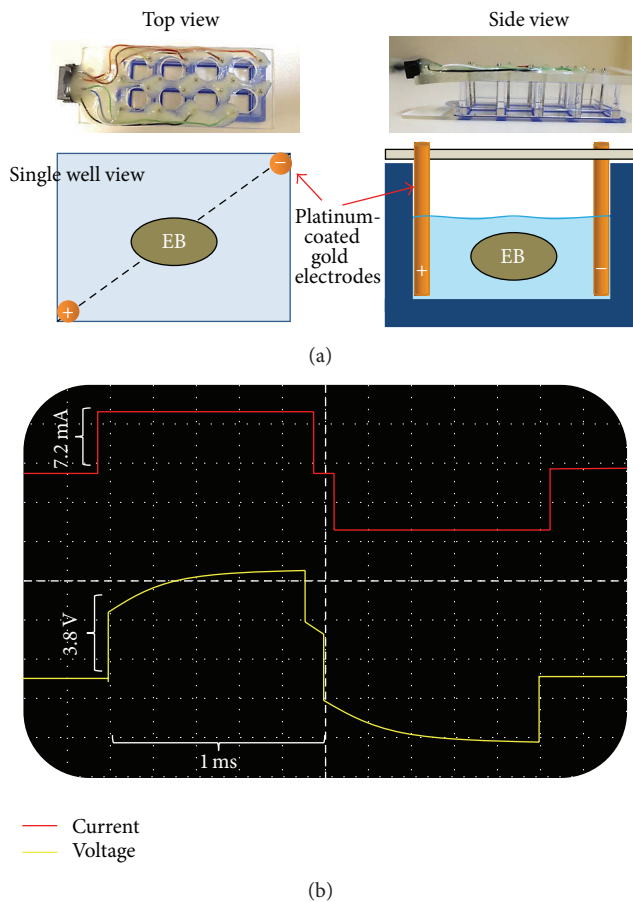 Top view
Side view
Single well view
−
EB
+
Platinum-
coated
gold
electrodes
EB
+
−
(a)
7.2 mA
3.8 V
1 ms
Current
Voltage
(b)